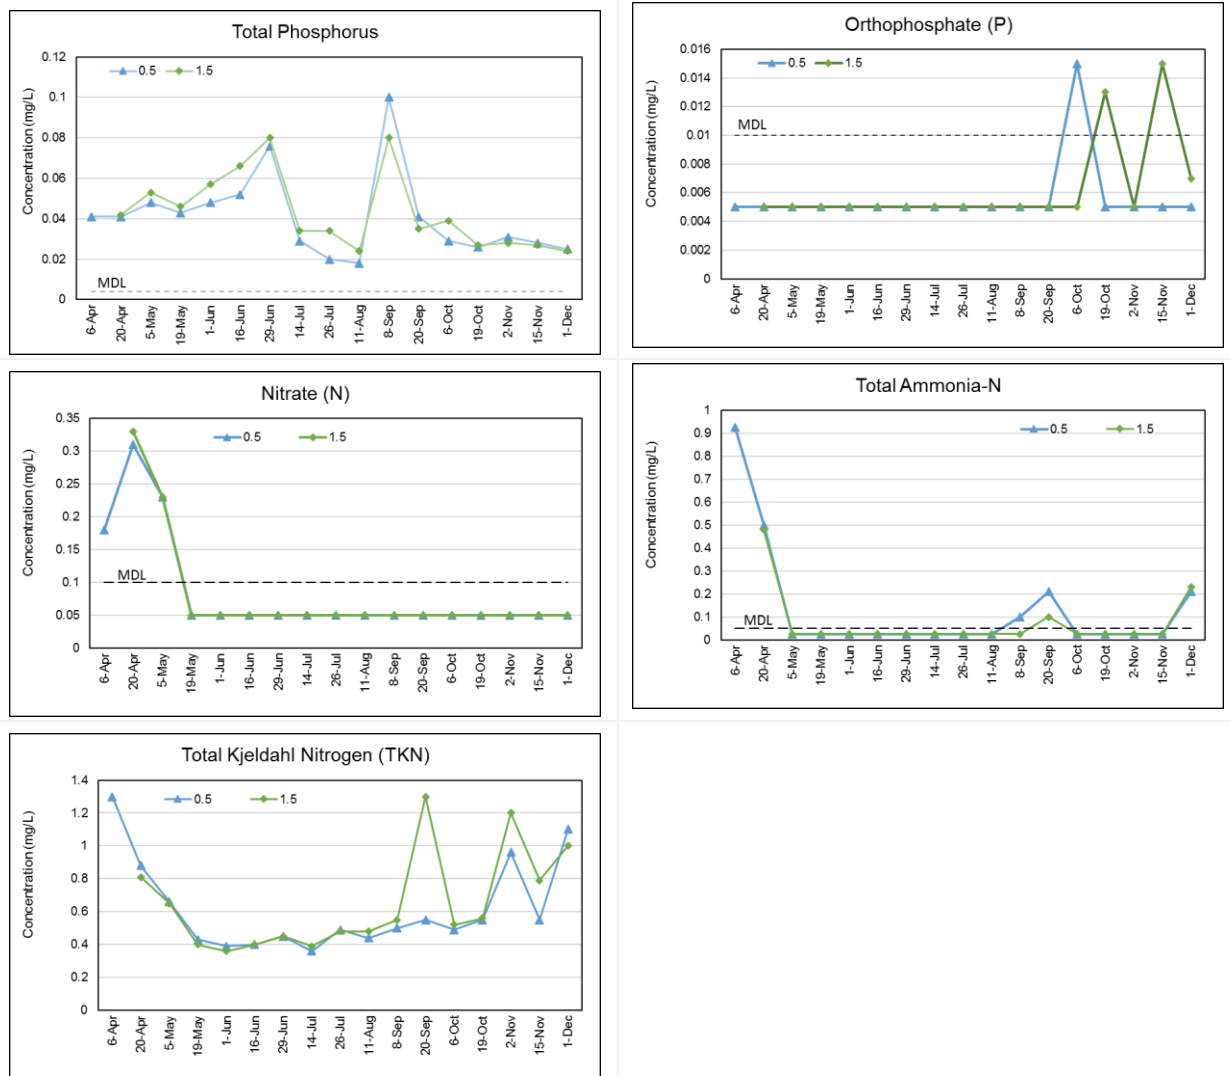 Total Phosphorus
Concentration (mg/L)
0.5 1.5
0.12
0.1
0.08
0.06
0.04
0.02
0
MDL
6-Apr 20-Apr 5-May 19-May 1-Jun 16-Jun 29-Jun 14-Jul 26-Jul 11-Aug 8-Sep 20-Sep 6-Oct 19-Oct 2-Nov 15-Nov 1-Dec
Orthophosphate (P)
Concentration (mg/L)
0.5 1.5
0.016
0.014
0.012
0.01
0.008
0.006
0.004
0.002
0
MDL
6-Apr 20-Apr 5-May 19-May 1-Jun 16-Jun 29-Jun 14-Jul 26-Jul 11-Aug 8-Sep 20-Sep 6-Oct 19-Oct 2-Nov 15-Nov 1-Dec
Nitrate (N)
Concentration (mg/L)
0.5 1.5
0.35
0.3
0.25
0.2
0.15
0.1
0.05
0
MDL
6-Apr 20-Apr 5-May 19-May 1-Jun 16-Jun 29-Jun 14-Jul 26-Jul 11-Aug 8-Sep 20-Sep 6-Oct 19-Oct 2-Nov 15-Nov 1-Dec
Total Ammonia-N
Concentration (mg/L)
0.5 1.5
1
0.9
0.8
0.7
0.6
0.5
0.4
0.3
0.2
0.1
0
MDL
6-Apr 20-Apr 5-May 19-May 1-Jun 16-Jun 29-Jun 14-Jul 26-Jul 11-Aug 8-Sep 20-Sep 6-Oct 19-Oct 2-Nov 15-Nov 1-Dec
Total Kjeldahl Nitrogen (TKN)
Concentration (mg/L)
0.5 1.5
1.4
1.2
1
0.8
0.6
0.4
0.2
0
6-Apr 20-Apr 5-May 19-May 1-Jun 16-Jun 29-Jun 14-Jul 26-Jul 11-Aug 8-Sep 20-Sep 6-Oct 19-Oct 2-Nov 15-Nov 1-Dec